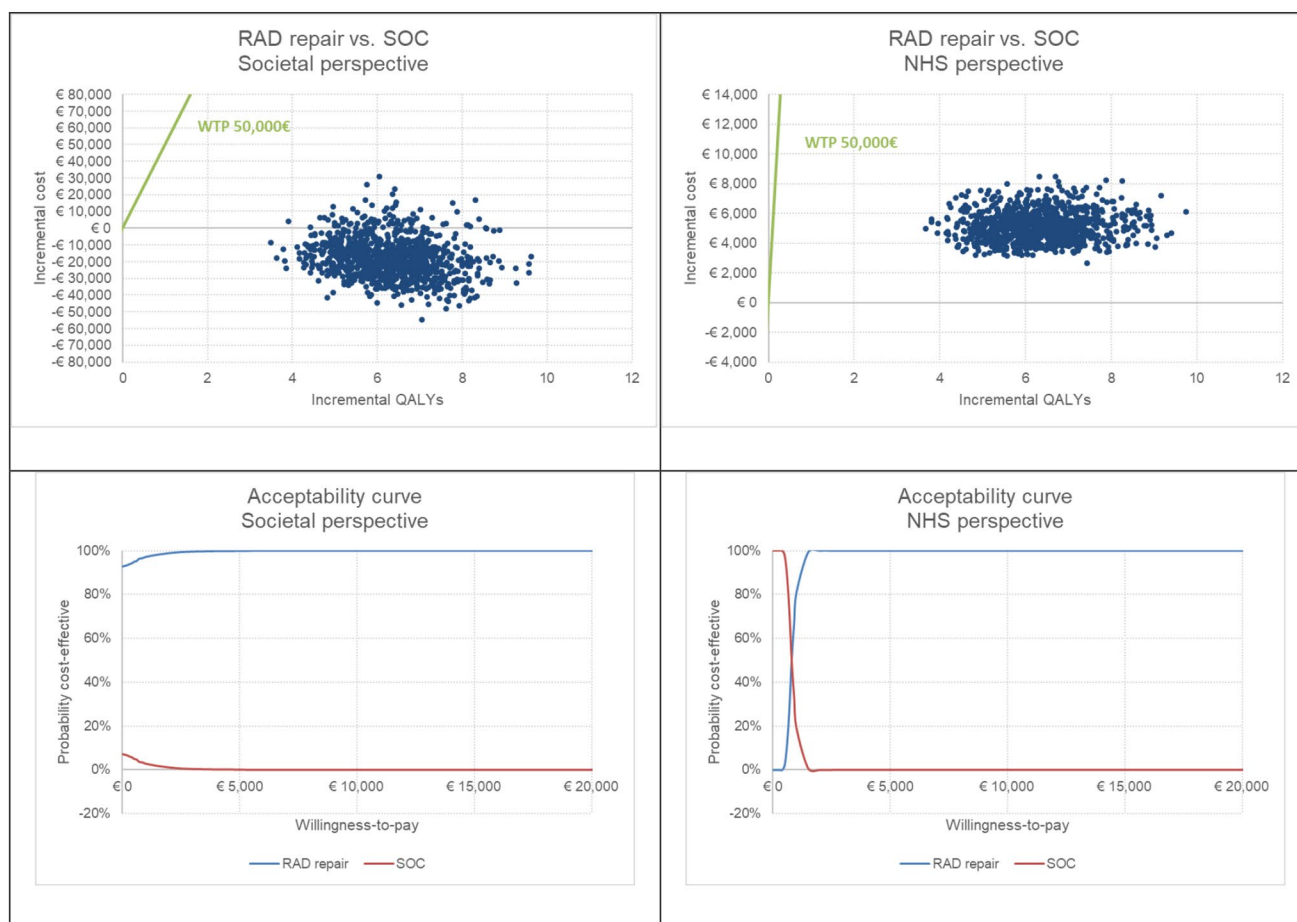 RAD repair vs. SOC
Societal perspective
€ 80,000
€ 70,000
€ 60,000
€ 50,000
€ 40,000
€ 30,000
€ 20,000
€ 10,000
€ 0
-€ 10,000
-€ 20,000
-€ 30,000
-€ 40,000
-€ 50,000
-€ 60,000
-€ 70,000
-€ 80,000
Incremental cost
WTP 50,000€
0 2 4 6 8 10 12
Incremental QALYs
RAD repair vs. SOC
NHS perspective
€ 14,000
€ 12,000
€ 10,000
€ 8,000
€ 6,000
€ 4,000
€ 2,000
€ 0
-€ 2,000
-€ 4,000
Incremental cost
WTP 50,000€
0 2 4 6 8 10 12
Incremental QALYs
Acceptability curve
Societal perspective
100%
80%
60%
40%
20%
0%
-20%
Probability cost-effective
€ 0 € 5,000 € 10,000 € 15,000 € 20,000
Willingness-to-pay
RAD repair SOC
Acceptability curve
NHS perspective
100%
80%
60%
40%
20%
0%
-20%
Probability cost-effective
€ 0 € 5,000 € 10,000 € 15,000 € 20,000
Willingness-to-pay
RAD repair SOC